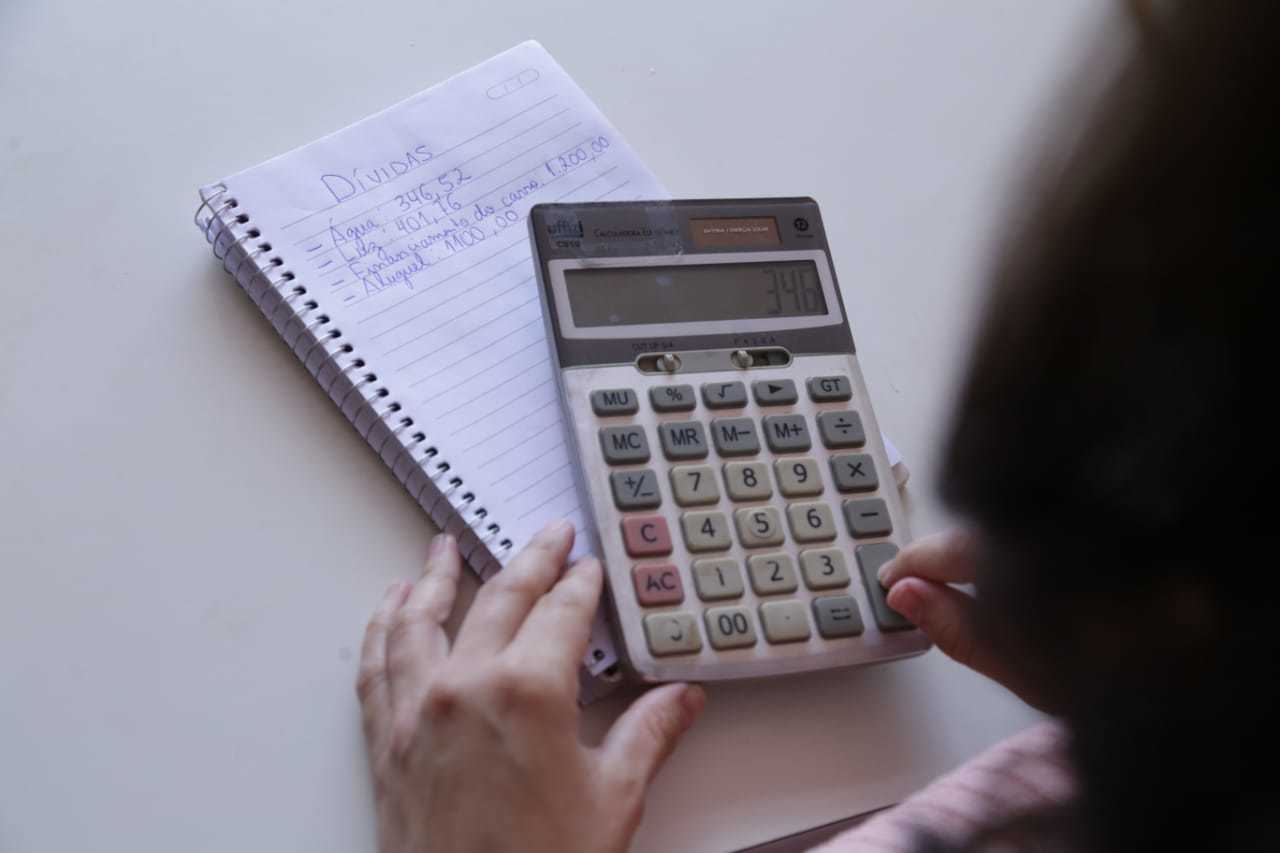 DÍVIDAS
- Água: 346,52
- Luz: 401,16
- Financiamento do carro: 1.200,00
- Aluguel: 1100,00
346
MU % √ ► GT
MC MR M− M+ ÷
+/− 7 8 9 ×
C 4 5 6 −
AC 1 2 3
00 · =